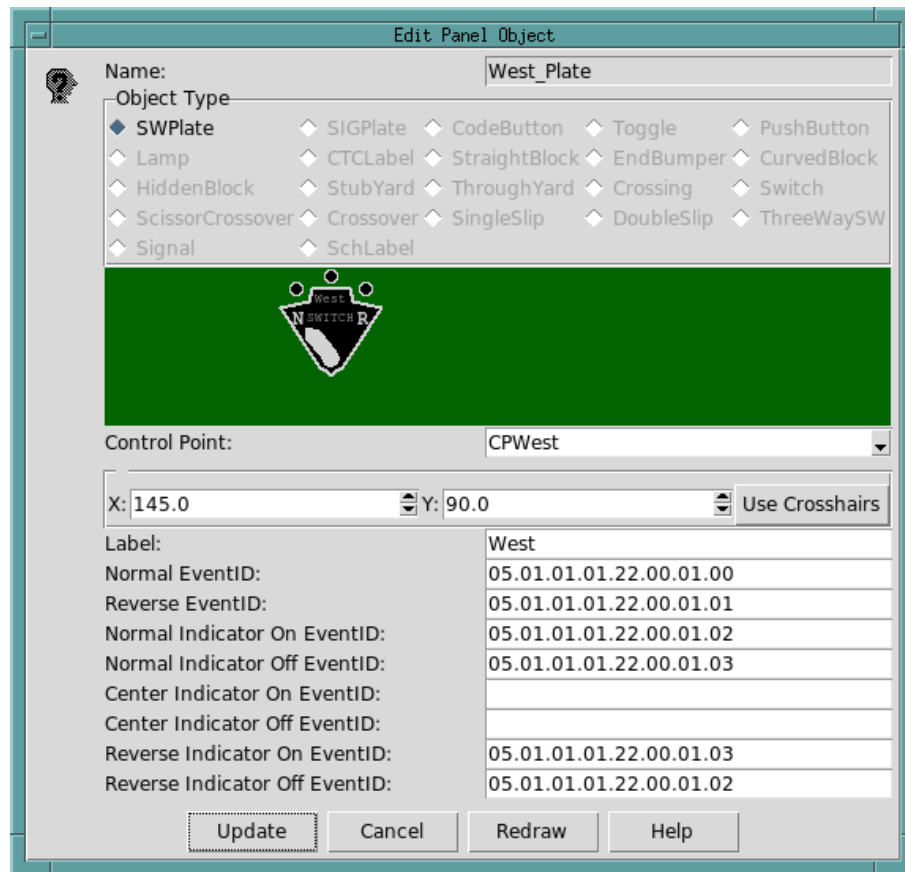 Edit Panel Object
Name: West_Plate
Object Type
SWPlate SIGPlate CodeButton Toggle PushButton
Lamp CTCLabel StraightBlock EndBumper CurvedBlock
HiddenBlock StubYard ThroughYard Crossing Switch
ScissorCrossover Crossover SingleSlip DoubleSlip ThreeWaySW
Signal SchLabel
West
N SWITCH R
Control Point: CPWest
X: 145.0 Y: 90.0 Use Crosshairs
Label: West
Normal EventID: 05.01.01.01.22.00.01.00
Reverse EventID: 05.01.01.01.22.00.01.01
Normal Indicator On EventID: 05.01.01.01.22.00.01.02
Normal Indicator Off EventID: 05.01.01.01.22.00.01.03
Center Indicator On EventID:
Center Indicator Off EventID:
Reverse Indicator On EventID: 05.01.01.01.22.00.01.03
Reverse Indicator Off EventID: 05.01.01.01.22.00.01.02
Update Cancel Redraw Help